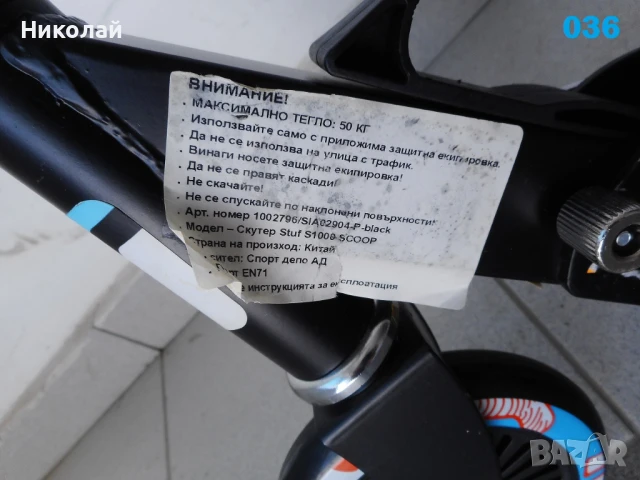 Николай
036
ВНИМАНИЕ!
- МАКСИМАЛНО ТЕГЛО: 50 КГ
- Използвайте само с приложима защитна екипировка.
- Да не се използва на улица с трафик.
- Винаги носете защитна екипировка!
- Да не се правят каскади!
- Не скачайте!
- Не се спускайте по наклонени повърхности!
Арт. номер 1002796/SIA02904-P-black
Модел – Скутер Stuf S1000 SCOOP
Страна на произход: Китай
Спорт депо АД
EN71
инструкцията за
BAZAR